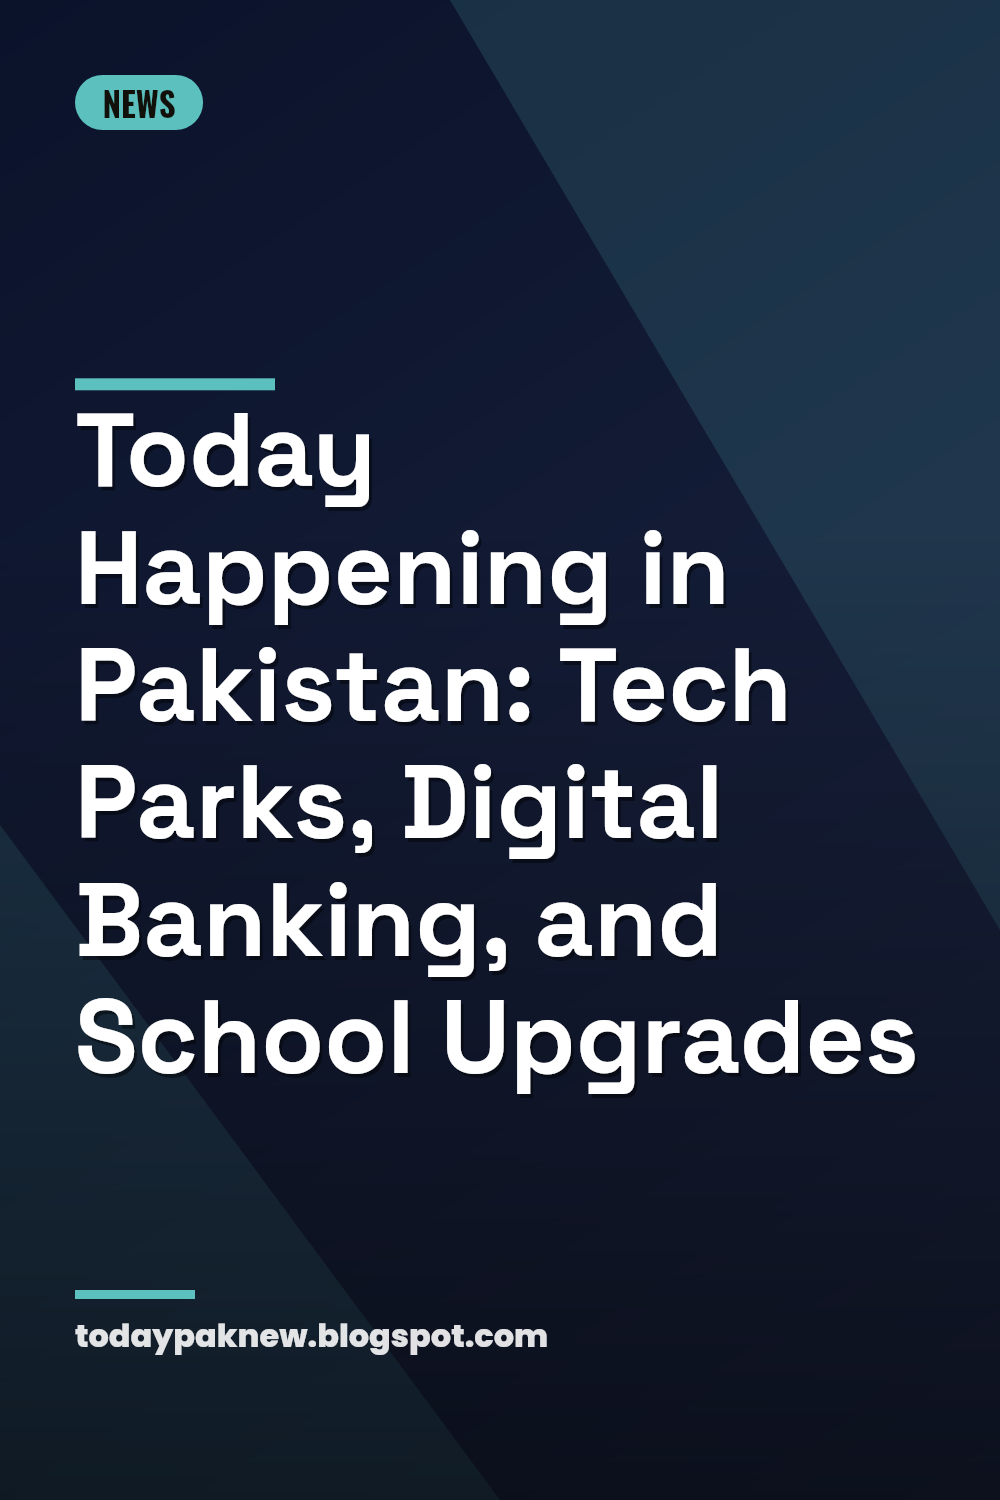 NEWS
Today
Happening in
Pakistan: Tech
Parks, Digital
Banking, and
School Upgrades
todaypaknew.blogspot.com